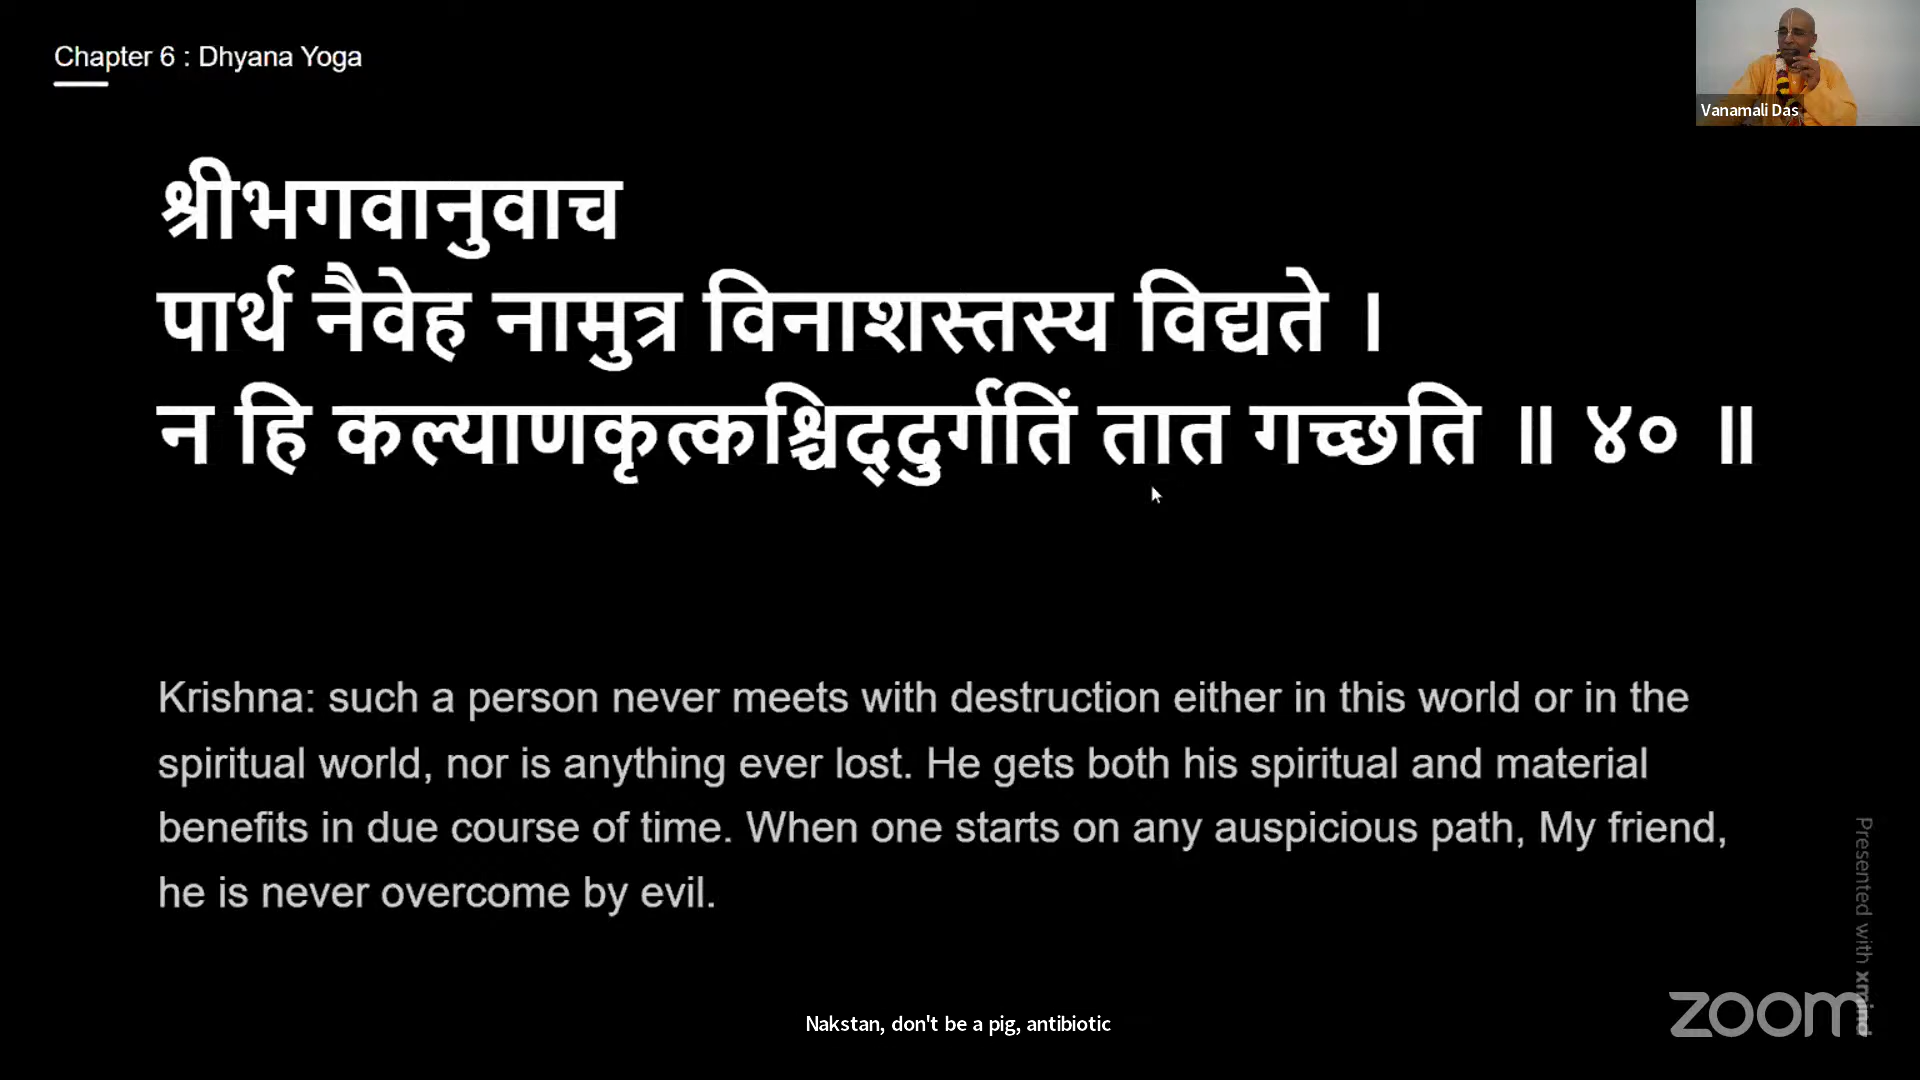 Chapter 6 : Dhyana Yoga
Vanamali Das
श्रीभगवानुवाच
पार्थ नैवेह नामुत्र विनाशस्तस्य विद्यते ।
न हि कल्याणकृत्कश्चिद्‍दुर्गतिं तात गच्छति ॥ ४० ॥
Krishna: such a person never meets with destruction either in this world or in the
spiritual world, nor is anything ever lost. He gets both his spiritual and material
benefits in due course of time. When one starts on any auspicious path, My friend,
he is never overcome by evil.
Presented with xmind
Nakstan, don't be a pig, antibiotic
zoom